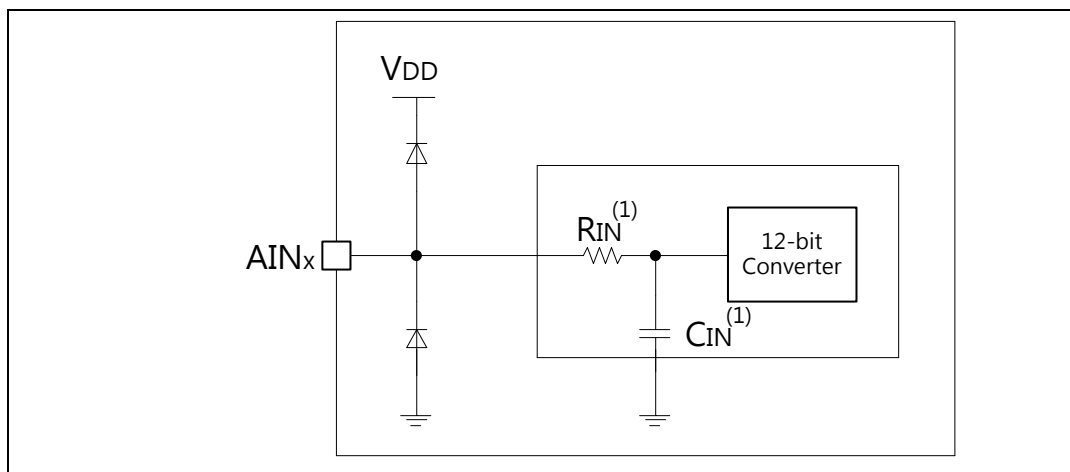 VDD
AINx
RIN(1)
12-bit
Converter
CIN(1)